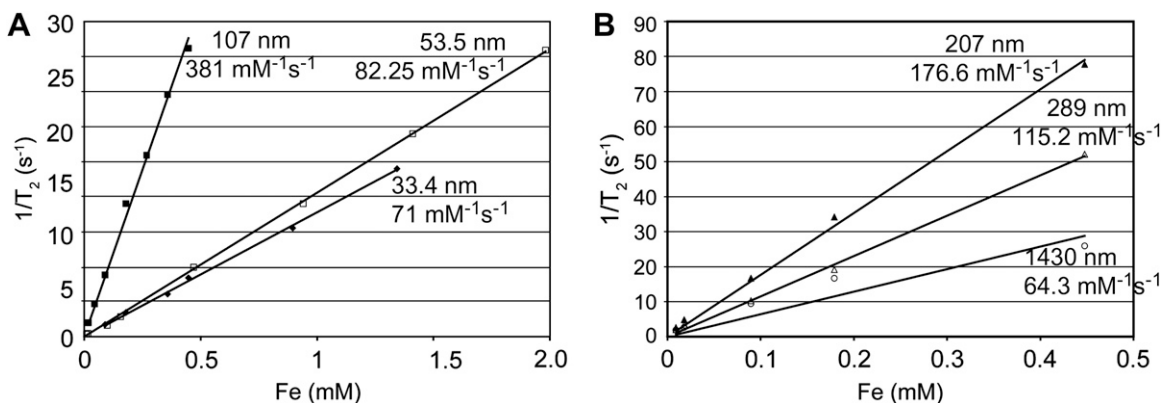 A
30
25
20
15
10
5
0
1/T₂ (s⁻¹)
107 nm
381 mM⁻¹s⁻¹
53.5 nm
82.25 mM⁻¹s⁻¹
33.4 nm
71 mM⁻¹s⁻¹
0 0.5 1 1.5 2.0
Fe (mM)
B
90
80
70
60
50
40
30
20
10
0
1/T₂ (s⁻¹)
207 nm
176.6 mM⁻¹s⁻¹
289 nm
115.2 mM⁻¹s⁻¹
1430 nm
64.3 mM⁻¹s⁻¹
0 0.1 0.2 0.3 0.4 0.5
Fe (mM)